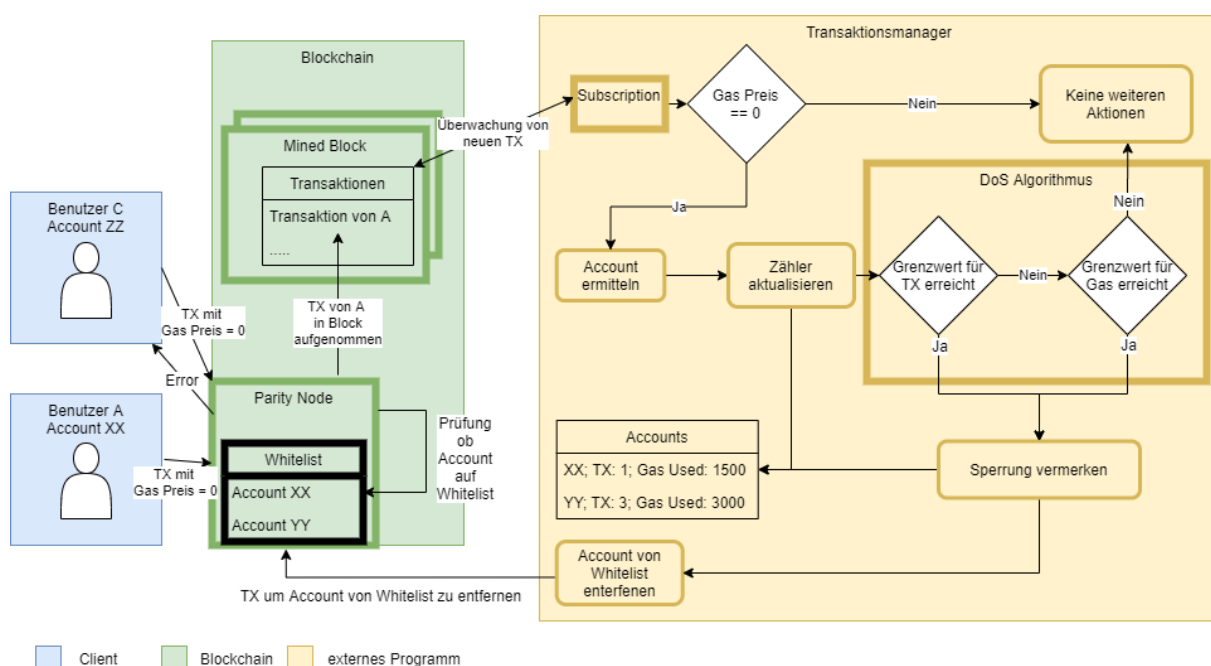 Transaktionsmanager
Blockchain
Subscription
Gas Preis
== 0
Nein
Keine weiteren
Aktionen
Überwachung von
neuen TX
Mined Block
Transaktionen
Transaktion von A
.....
DoS Algorithmus
Nein
Ja
Benutzer C
Account ZZ
Account
ermitteln
Zähler
aktualisieren
Grenzwert für
TX erreicht
Nein
Grenzwert für
Gas erreicht
TX mit
Gas Preis = 0
TX von A
in Block
aufgenommen
Ja
Ja
Error
Parity Node
Benutzer A
Account XX
Prüfung
ob
Account
auf
Whitelist
Accounts
XX; TX: 1; Gas Used: 1500
YY; TX: 3; Gas Used: 3000
Sperrung vermerken
Whitelist
TX mit
Gas Preis = 0
Account XX
Account YY
Account von
Whitelist
enterfenen
TX um Account von Whitelist zu entfernen
Client
Blockchain
externes Programm